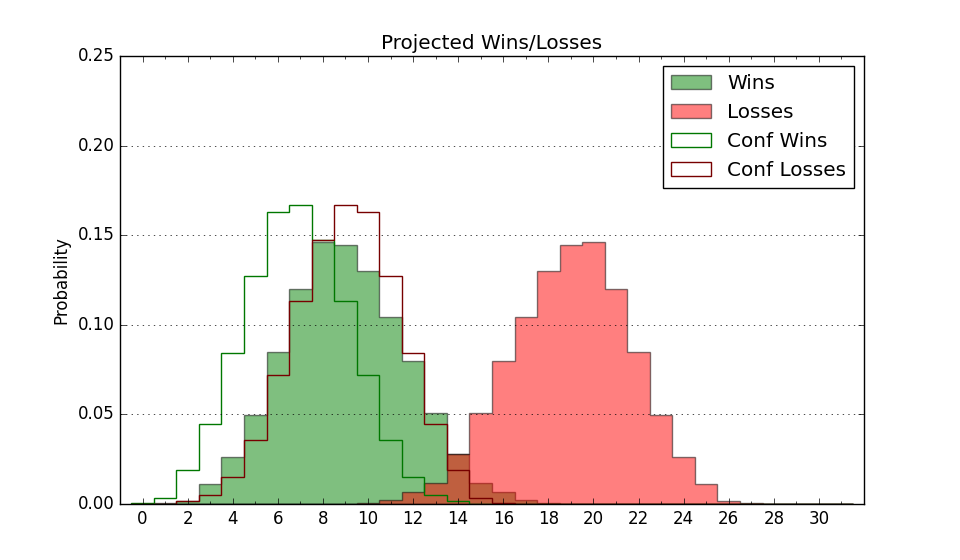 Projected Wins/Losses
0.25
0.20
0.15
0.10
0.05
0.00
Probability
Wins
Losses
Conf Wins
Conf Losses
0 2 4 6 8 10 12 14 16 18 20 22 24 26 28 30